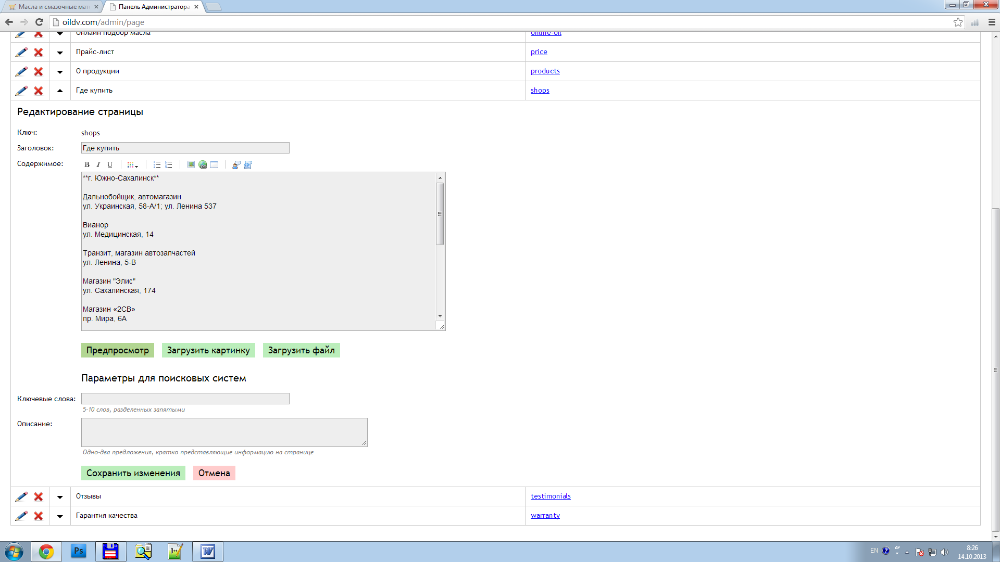 Масла и смазочные мат
Панель Администратора
oildv.com/admin/page
Онлайн подбор масла online-oil
Прайс-лист price
О продукции products
Где купить shops
Редактирование страницы
Ключ: shops
Заголовок: Где купить
Содержимое: B I U
**г. Южно-Сахалинск**
Дальнобойщик, автомагазин
ул. Украинская, 58-А/1; ул. Ленина 537
Вианор
ул. Медицинская, 14
Транзит, магазин автозапчастей
ул. Ленина, 5-В
Магазин "Элис"
ул. Сахалинская, 174
Магазин «2СВ»
пр. Мира, 6А
Предпросмотр Загрузить картинку Загрузить файл
Параметры для поисковых систем
Ключевые слова:
5-10 слов, разделенных запятыми
Описание:
Одно-два предложения, кратко представляющие информацию на странице
Сохранить изменения Отмена
Отзывы testimonials
Гарантия качества warranty
Ps
W
EN
8:26
14.10.2013